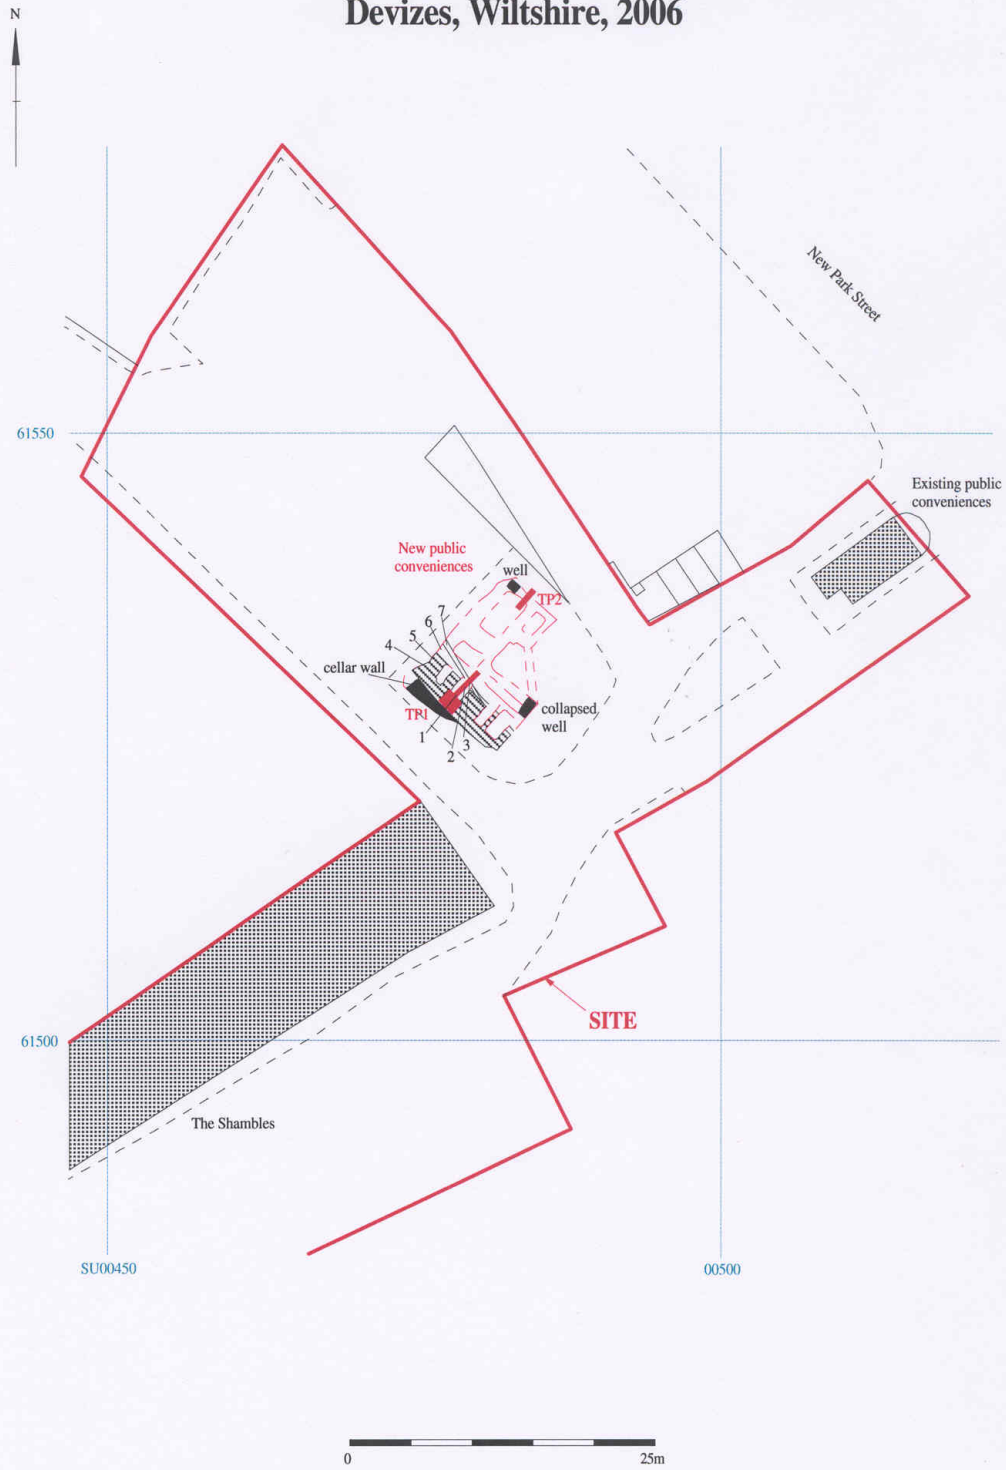 Devizes, Wiltshire, 2006
N
New Park Street
61550
Existing public
conveniences
New public
conveniences
well
TP2
7
6
5
4
cellar wall
TP1
collapsed
well
1
2
3
SITE
61500
The Shambles
SU00450
00500
0
25m